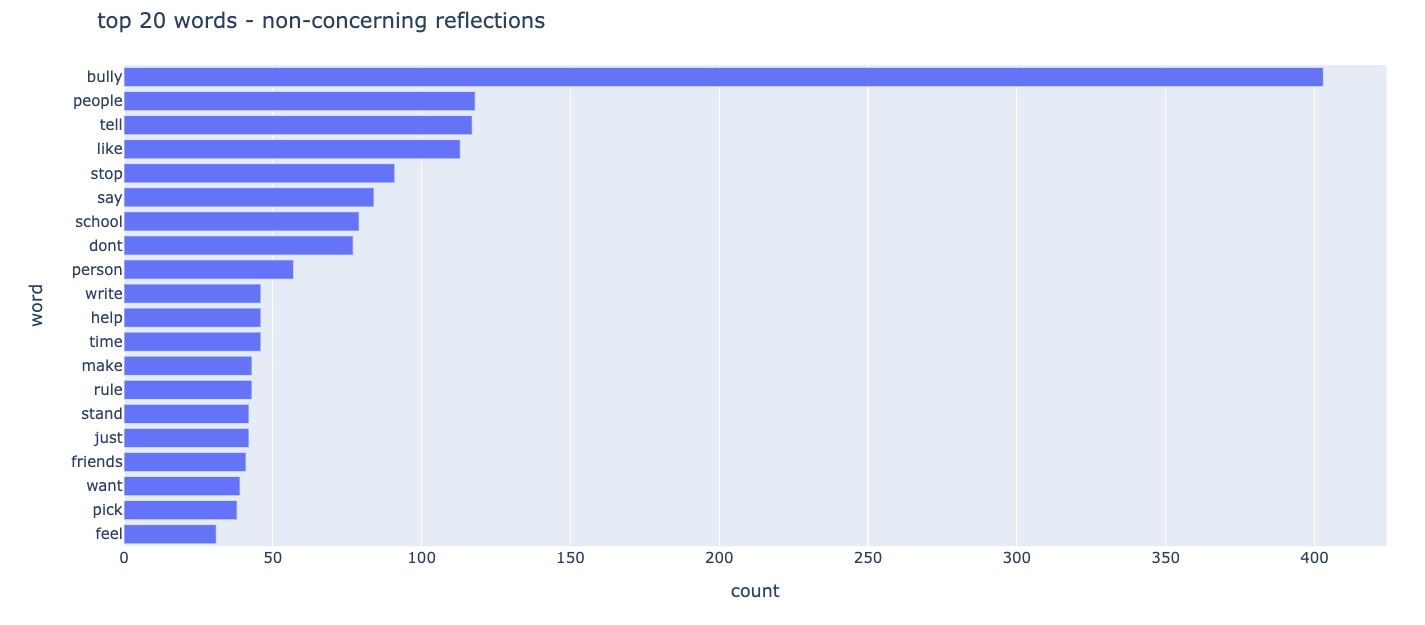 top 20 words - non-concerning reflections
word
bully
people
tell
like
stop
say
school
dont
person
write
help
time
make
rule
stand
just
friends
want
pick
feel
0 50 100 150 200 250 300 350 400
count